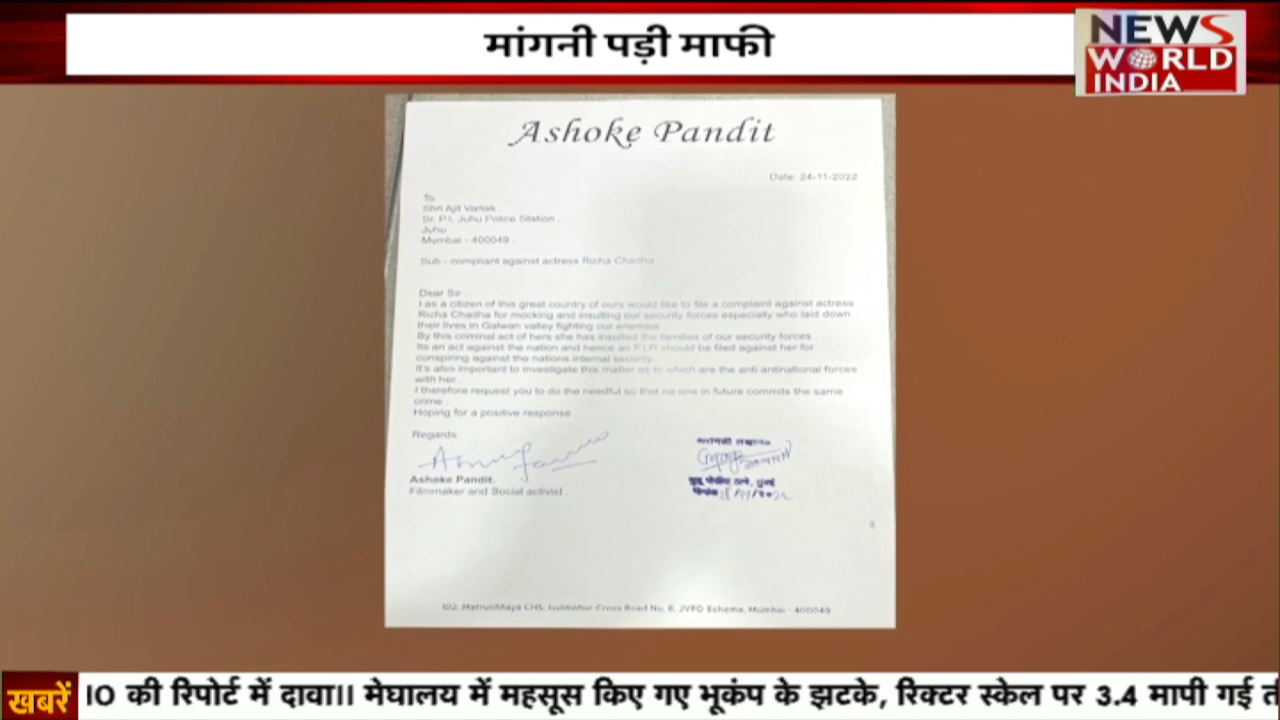 मांगनी पड़ी माफी
NEWS
WORLD
INDIA
Ashoke Pandit
Date: 24-11-2022
To
Shri Ajit Vartak
Sr. P.I. Juhu Police Station .
Juhu
Mumbai - 400049 .
Sub - compliant against actress Richa Chadha .
Dear Sir .
I as a citizen of this great country of ours would like to file a complaint against actress
Richa Chadha for mocking and insulting our security forces especially who laid down
their lives in Galwan valley fighting our enemies .
By this criminal act of hers she has insulted the families of our security forces .
Its an act against the nation and hence an F.I.R should be filed against her for
conspiring against the nations internal security.
It's also important to investigate this matter as to which are the anti antinational forces
with her .
I therefore request you to do the needful so that no one in future commits the same
crime .
Hoping for a positive response .
Regards
Ashoke Pandit.
Filmmaker and Social activist .
जुहू पोलीस ठाणे, मुंबई
दिनांक
102, Matruchhaya CHS, Gulmohur Cross Road No. 6, JVPD Scheme, Mumbai - 400049
खबरें IO की रिपोर्ट में दावा।। मेघालय में महसूस किए गए भूकंप के झटके, रिक्टर स्केल पर 3.4 मापी गई